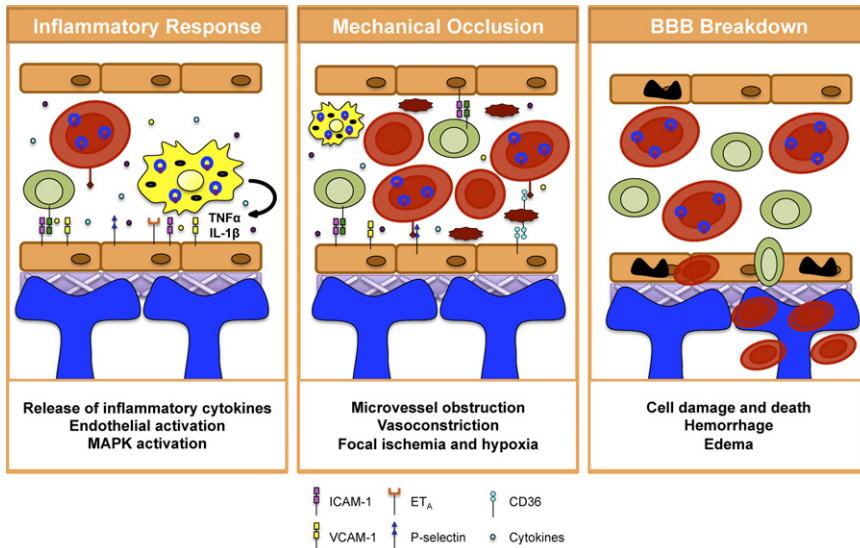 Inflammatory Response
Mechanical Occlusion
BBB Breakdown
TNFα
IL-1β
Release of inflammatory cytokines
Endothelial activation
MAPK activation
Microvessel obstruction
Vasoconstriction
Focal ischemia and hypoxia
Cell damage and death
Hemorrhage
Edema
ICAM-1
ET_A
CD36
VCAM-1
P-selectin
Cytokines